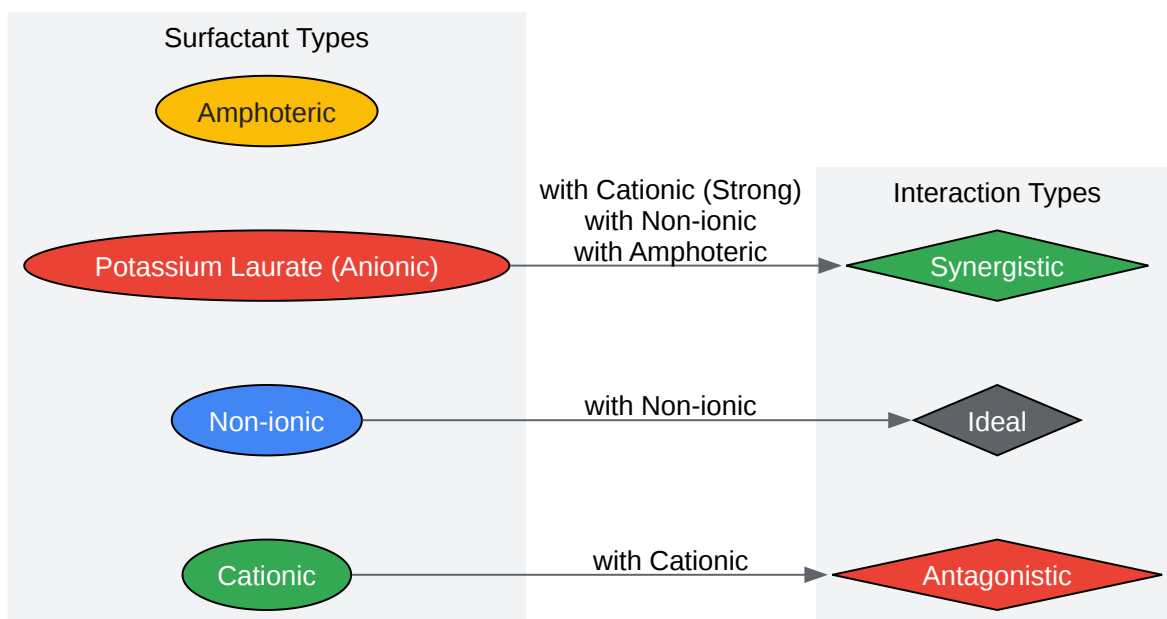 Surfactant Types
Amphoteric
with Cationic (Strong)
with Non-ionic
with Amphoteric
Interaction Types
Potassium Laurate (Anionic)
Synergistic
Non-ionic
with Non-ionic
Ideal
Cationic
with Cationic
Antagonistic